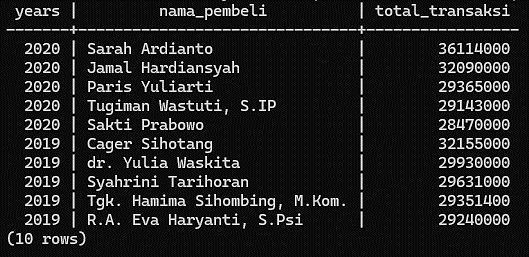 years | nama_pembeli | total_transaksi
-------+-------------------------------+-----------------
2020 | Sarah Ardianto | 36114000
2020 | Jamal Hardiansyah | 32090000
2020 | Paris Yuliarti | 29365000
2020 | Tugiman Wastuti, S.IP | 29143000
2020 | Sakti Prabowo | 28470000
2019 | Cager Sihotang | 32155000
2019 | dr. Yulia Waskita | 29930000
2019 | Syahrini Tarihoran | 29631000
2019 | Tgk. Hamima Sihombing, M.Kom. | 29351400
2019 | R.A. Eva Haryanti, S.Psi | 29240000
(10 rows)